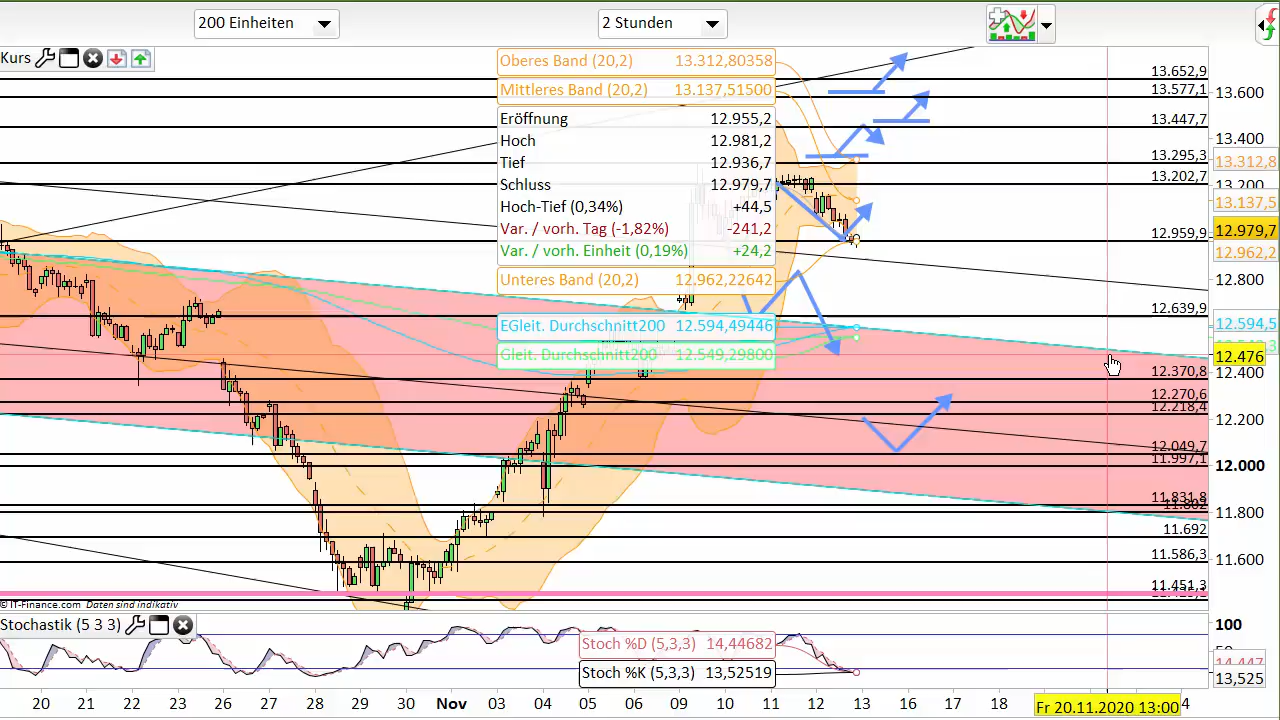 200 Einheiten
2 Stunden
Kurs
Oberes Band (20,2) 13.312,80358
Mittleres Band (20,2) 13.137,51500
Eröffnung 12.955,2
Hoch 12.981,2
Tief 12.936,7
Schluss 12.979,7
Hoch-Tief (0,34%) +44,5
Var. / vorh. Tag (-1,82%) -241,2
Var. / vorh. Einheit (0,19%) +24,2
Unteres Band (20,2) 12.962,22642
EGleit. Durchschnitt200 12.594,49446
Gleit. Durchschnitt200 12.549,29800
13.652,9
13.577,1
13.447,7
13.295,3
13.202,7
12.959,9
12.639,9
12.370,8
12.270,6
12.218,4
12.049,7
11.997,1
11.831,8
11.692
11.586,3
11.451,3
13.600
13.400
13.312,8
13.200
13.137,5
12.979,7
12.962,2
12.800
12.594,5
12.476
12.400
12.200
12.000
11.800
11.600
© IT-Finance.com Daten sind indikativ
Stochastik (5 3 3)
Stoch %D (5,3,3) 14,44682
Stoch %K (5,3,3) 13,52519
100
14,447
13,525
20 21 22 23 26 27 28 29 30 Nov 03 04 05 06 09 10 11 12 13 16 17 18 Fr 20.11.2020 13:00 4